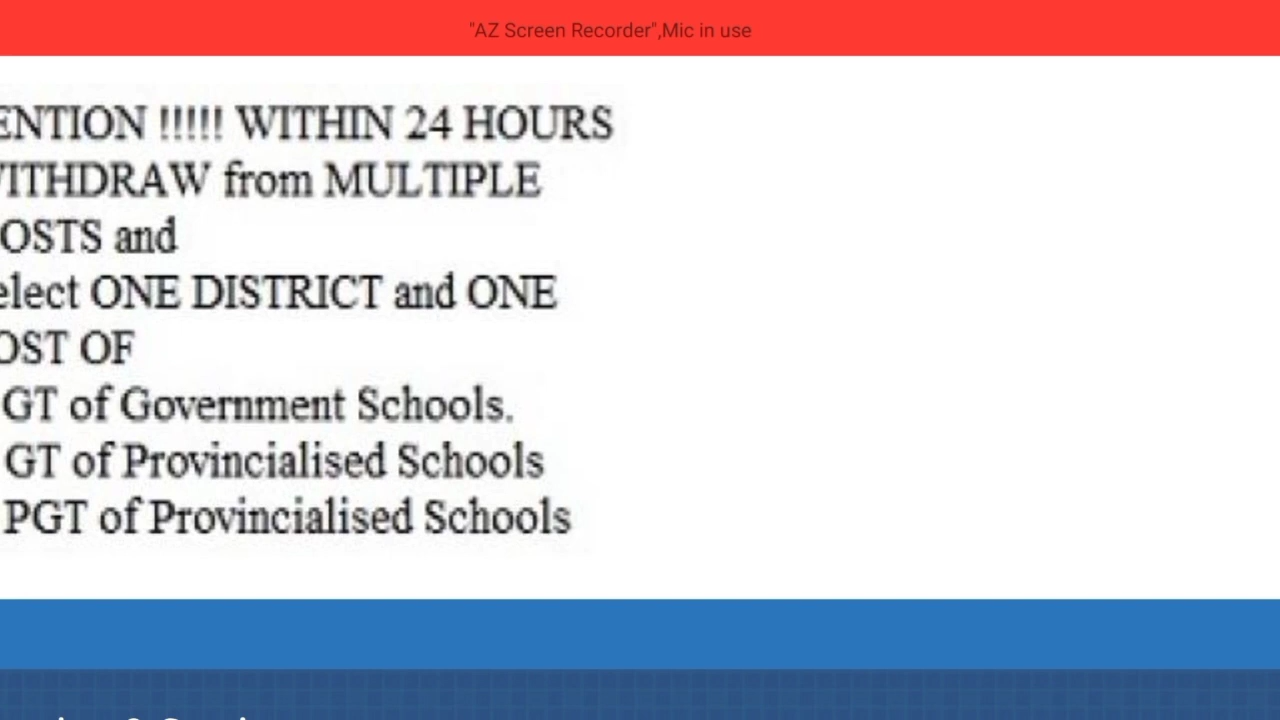 "AZ Screen Recorder",Mic in use
ENTION !!!!! WITHIN 24 HOURS
WITHDRAW from MULTIPLE
OSTS and
elect ONE DISTRICT and ONE
OST OF
GT of Government Schools.
GT of Provincialised Schools
PGT of Provincialised Schools